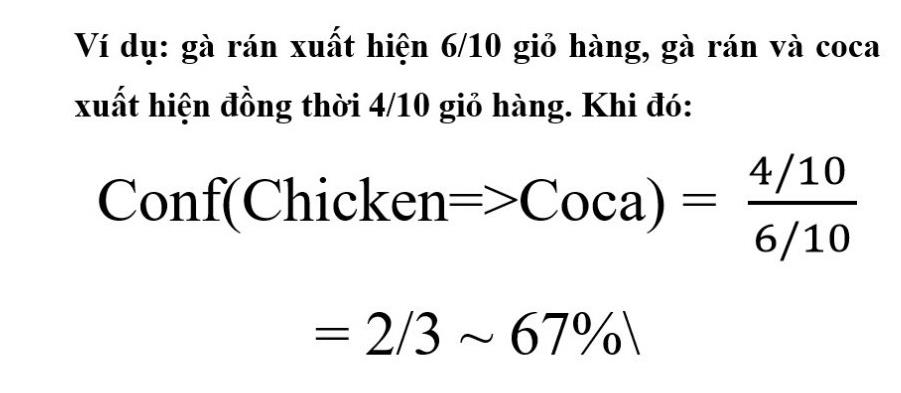 Ví dụ: gà rán xuất hiện 6/10 giỏ hàng, gà rán và coca
xuất hiện đồng thời 4/10 giỏ hàng. Khi đó:
Conf(Chicken=>Coca) = 4/10
6/10
= 2/3 ~ 67%\